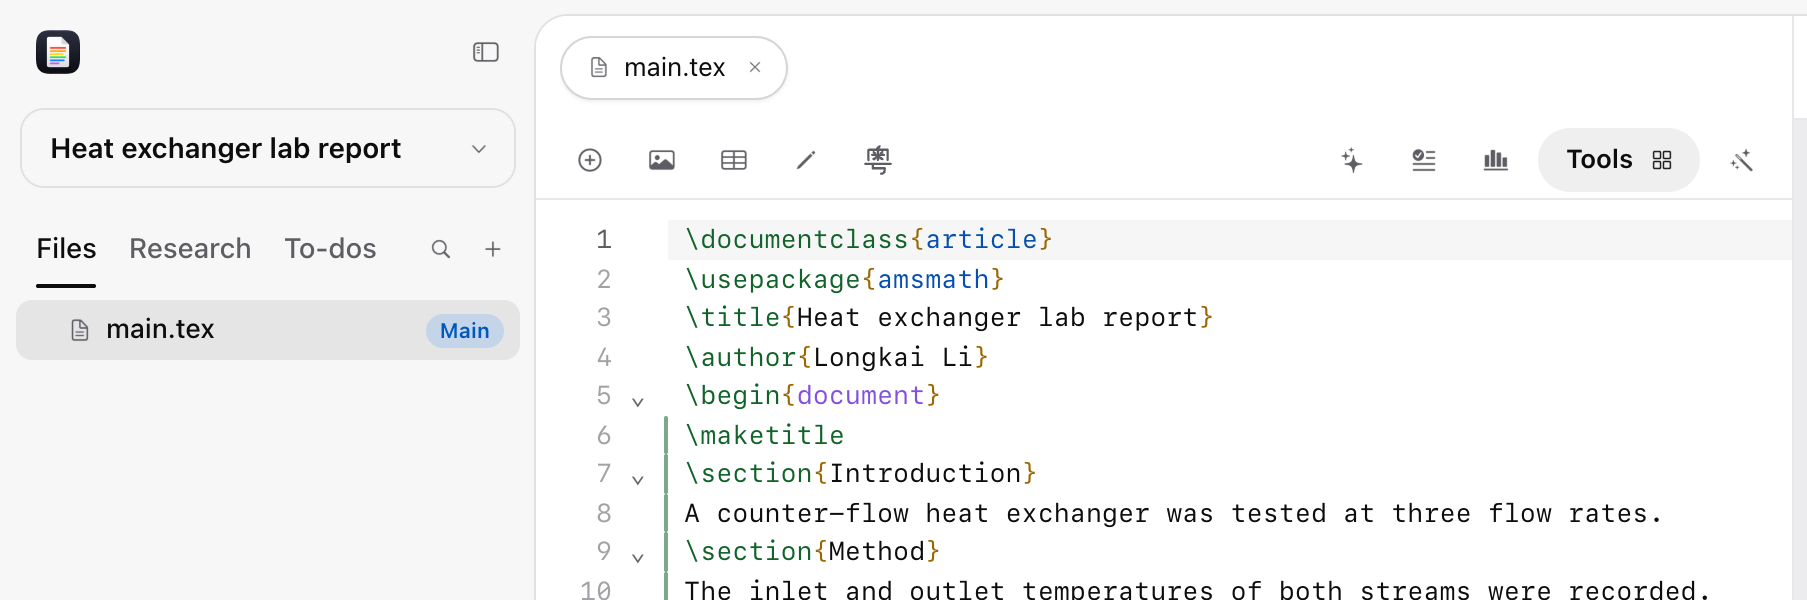 main.tex
Heat exchanger lab report
Tools
Files Research To-dos
main.tex Main
1 \documentclass{article}
2 \usepackage{amsmath}
3 \title{Heat exchanger lab report}
4 \author{Longkai Li}
5 \begin{document}
6 \maketitle
7 \section{Introduction}
8 A counter-flow heat exchanger was tested at three flow rates.
9 \section{Method}
10 The inlet and outlet temperatures of both streams were recorded.